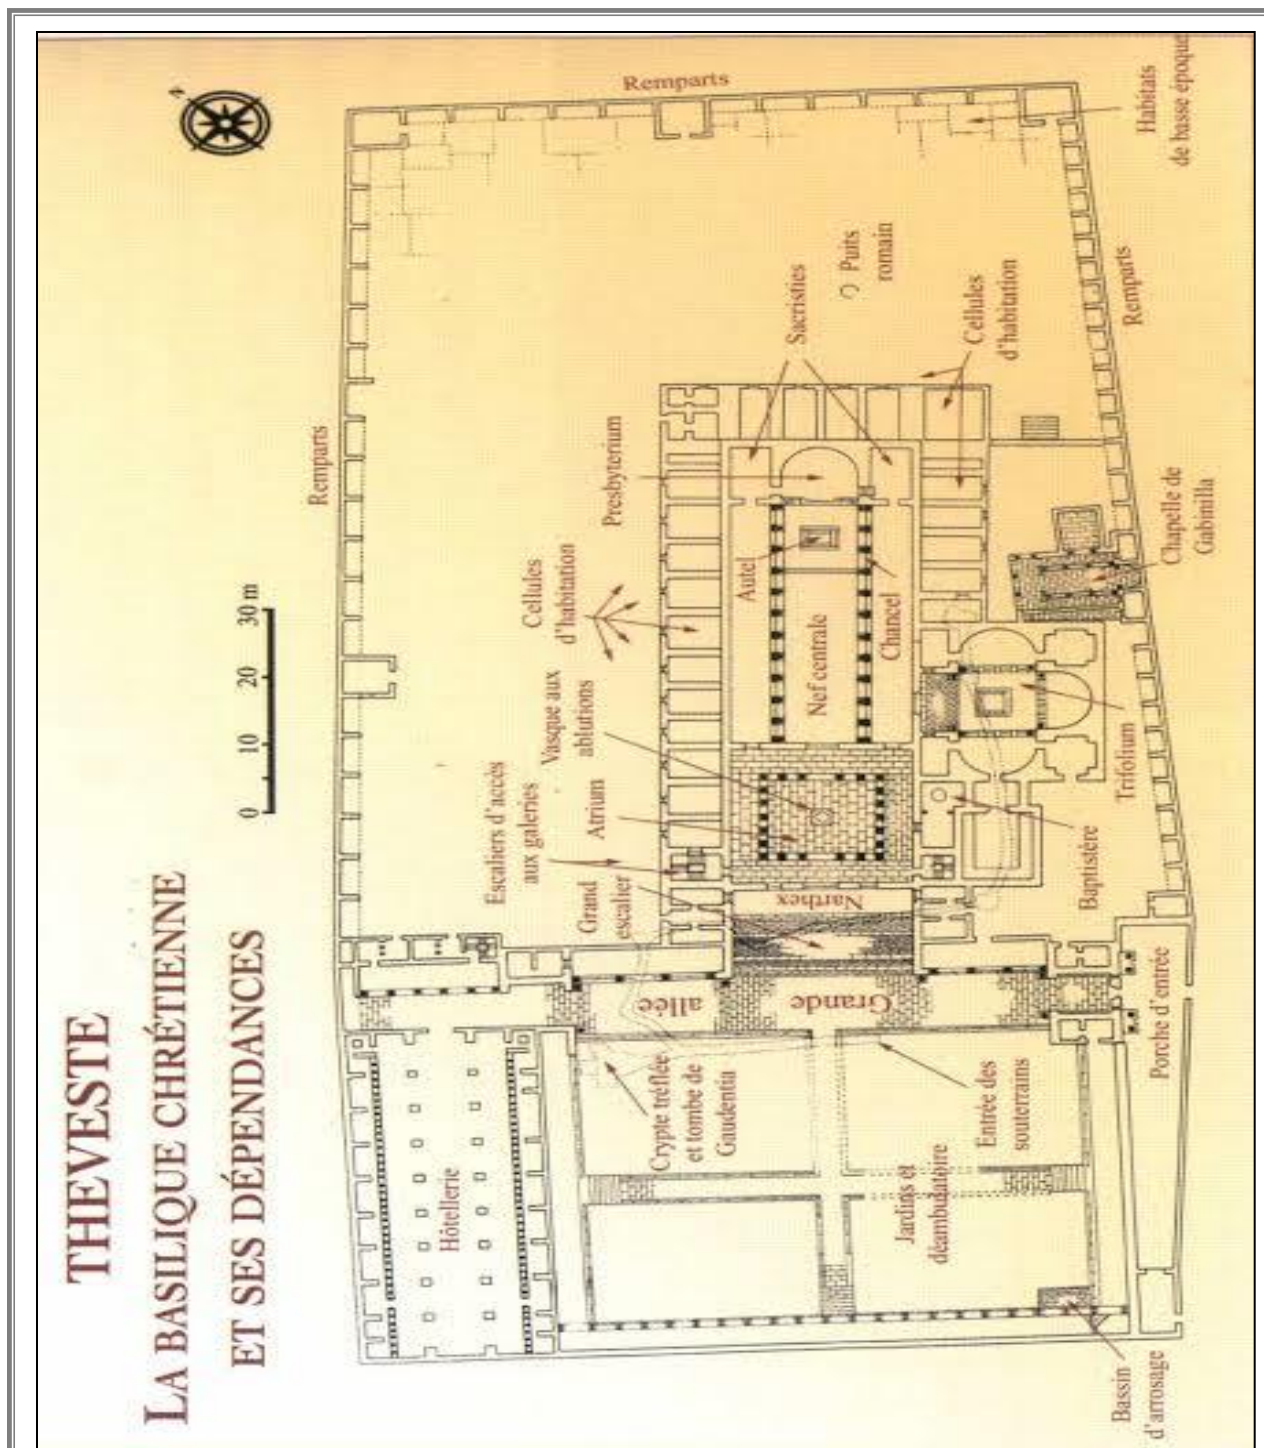 THEVESTE
LA BASILIQUE CHRÉTIENNE
ET SES DÉPENDANCES
0 10 20 30 m
N
Remparts
Remparts
Habitats
de basse époque
Puits
romain
Sacristies
Cellules
d'habitation
Remparts
Presbyterium
Cellules
d'habitation
Autel
Nef centrale
Chancel
Chapelle de
Gabinilla
Vasque aux
ablutions
Escaliers d'accès
aux galeries
Atrium
Grand
escalier
Narthex
Trifolium
Baptistère
Grande
allée
Porche d'entrée
Hôtellerie
Crypte tréflée
et tombe de
Gaudentia
Entrée des
souterrains
Jardins et
déambulatoire
Bassin
d'arrosage